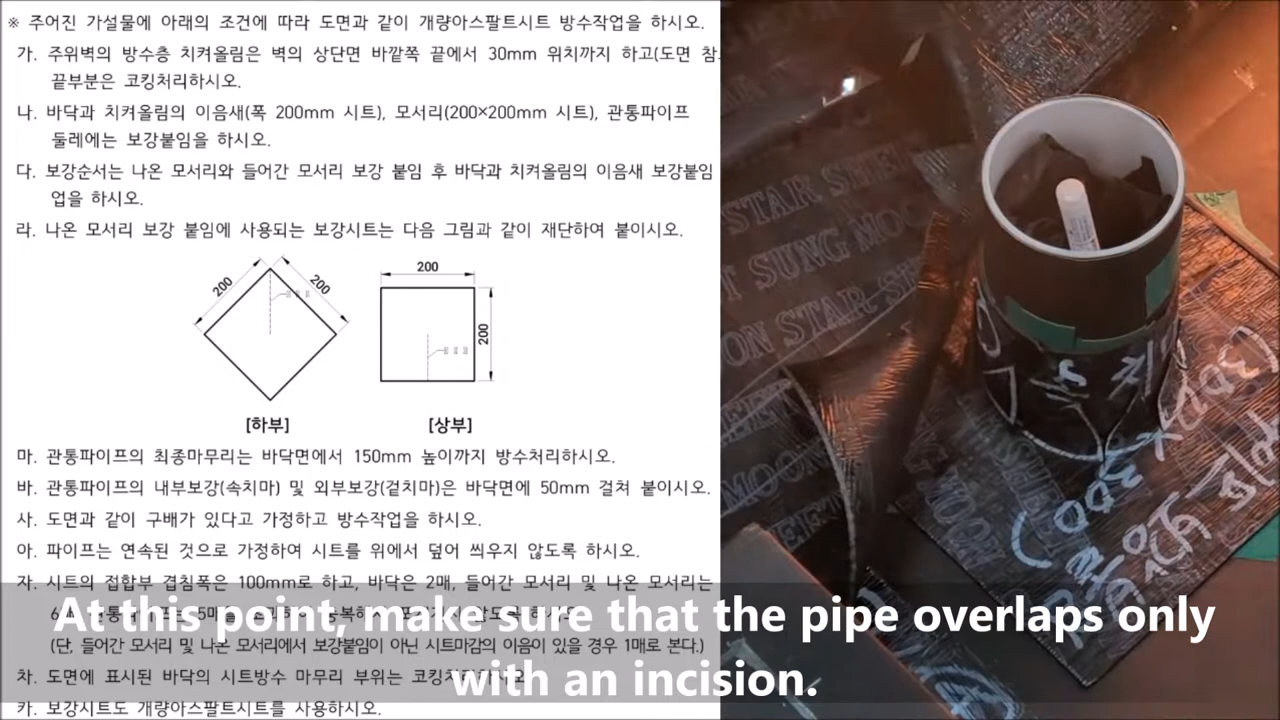 ※ 주어진 가설물에 아래의 조건에 따라 도면과 같이 개량아스팔트시트 방수작업을 하시오.
가. 주위벽의 방수층 치켜올림은 벽의 상단면 바깥쪽 끝에서 30mm 위치까지 하고(도면 참
끝부분은 코킹처리하시오.
나. 바닥과 치켜올림의 이음새(폭 200mm 시트), 모서리(200×200mm 시트), 관통파이프
둘레에는 보강붙임을 하시오.
다. 보강순서는 나온 모서리와 들어간 모서리 보강 붙임 후 바닥과 치켜올림의 이음새 보강붙임
업을 하시오.
라. 나온 모서리 보강 붙임에 사용되는 보강시트는 다음 그림과 같이 재단하여 붙이시오.
200 200 200
200
[하부] [상부]
마. 관통파이프의 최종마무리는 바닥면에서 150mm 높이까지 방수처리하시오.
바. 관통파이프의 내부보강(속치마) 및 외부보강(겉치마)은 바닥면에 50mm 걸쳐 붙이시오.
사. 도면과 같이 구배가 있다고 가정하고 방수작업을 하시오.
아. 파이프는 연속된 것으로 가정하여 시트를 위에서 덮어 씌우지 않도록 하시오.
자. 시트의 접합부 겹침폭은 100mm로 하고, 바닥은 2매, 들어간 모서리 및 나온 모서리는
(단, 들어간 모서리 및 나온 모서리에서 보강붙임이 아닌 시트마감의 이음이 있을 경우 1매로 본다.)
차. 도면에 표시된 바닥의 시트방수 마무리 부위는
카. 보강시트도 개량아스팔트시트를 사용하시오.
STAR SHEE
SUNG MOO
MOON STAR SH
MOON
속치
At this point, make sure that the pipe overlaps only
with an incision.